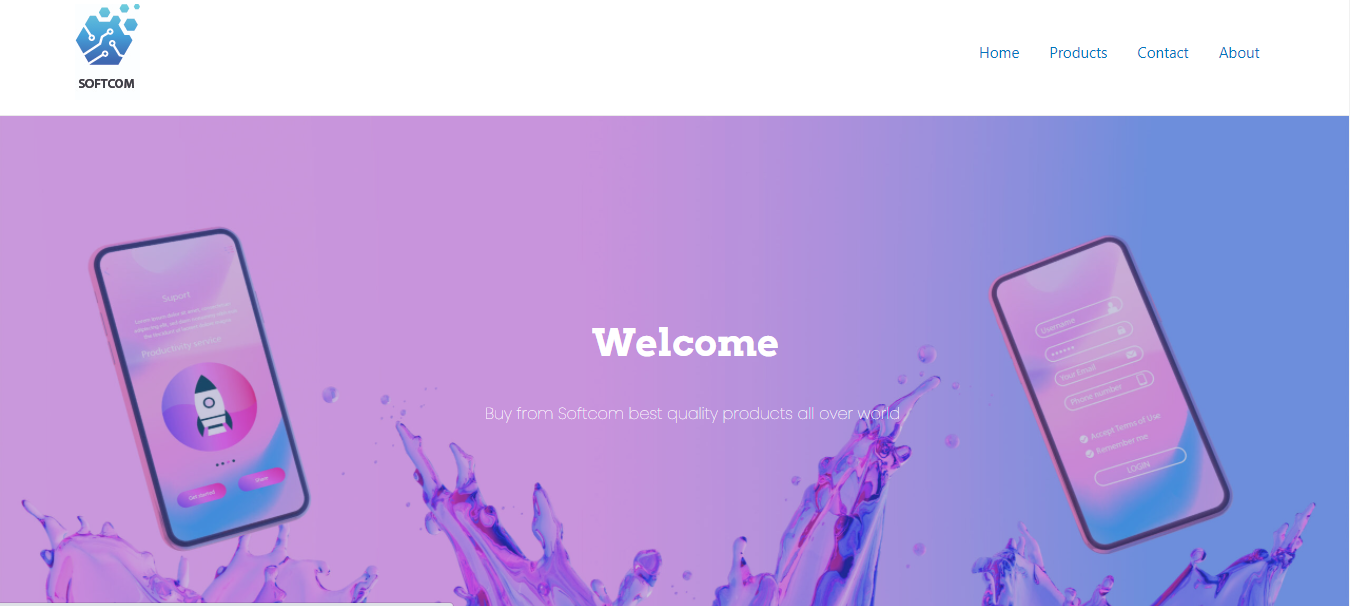 SOFTCOM
Home
Products
Contact
About
Welcome
Buy from Softcom best quality products all over world
Suport
Productivity service
Get started
Share
Username
Your Email
Phone number
Accept Terms of Use
Remember me
LOGIN